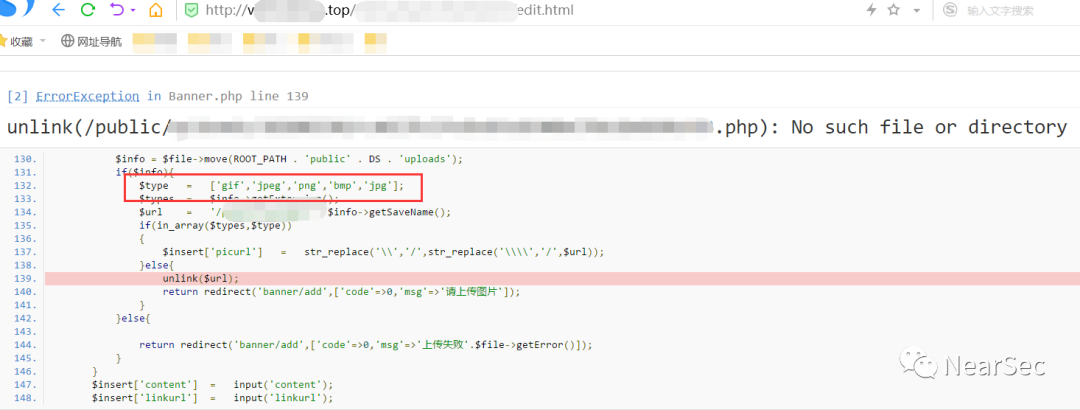 http://v .top/ edit.html
输入文字搜索
收藏 网址导航
[2] ErrorException in Banner.php line 139
unlink(/public/ .php): No such file or directory
130. $info = $file->move(ROOT_PATH . 'public' . DS . 'uploads');
131. if($info){
132. $type = ['gif','jpeg','png','bmp','jpg'];
133. $types = $info->getExtension();
134. $url = '/ $info->getSaveName();
135. if(in_array($types,$type))
136. {
137. $insert['picurl'] = str_replace('\\','/',str_replace('\\\\','/',$url));
138. }else{
139. unlink($url);
140. return redirect('banner/add',['code'=>0,'msg'=>'请上传图片']);
141. }
142. }else{
143.
144. return redirect('banner/add',['code'=>0,'msg'=>'上传失败'.$file->getError()]);
145. }
146. }
147. $insert['content'] = input('content');
148. $insert['linkurl'] = input('linkurl');
NearSec